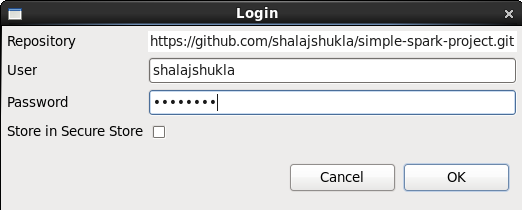 Login
Repository https://github.com/shalajshukla/simple-spark-project.git
User shalajshukla
Password ••••••••
Store in Secure Store
Cancel OK